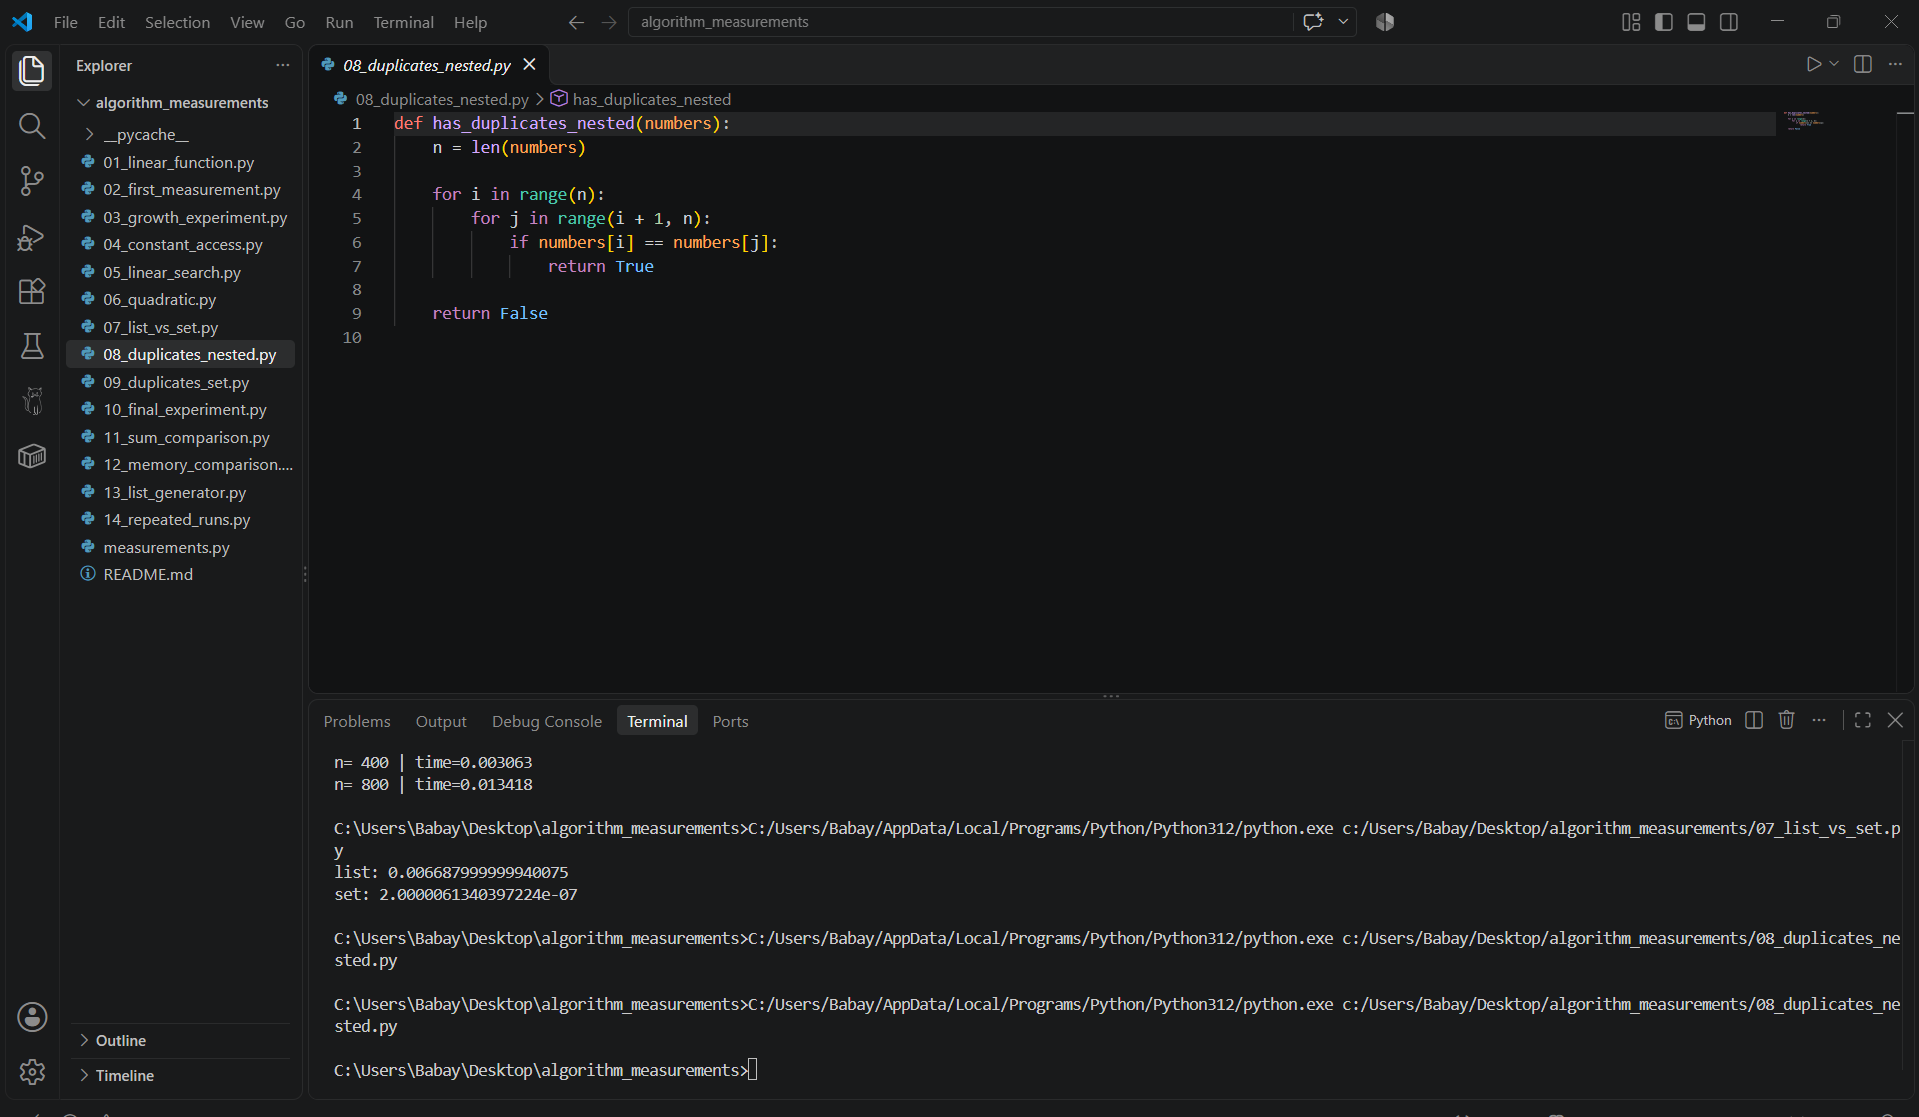 File Edit Selection View Go Run Terminal Help
algorithm_measurements
Explorer
algorithm_measurements
__pycache__
01_linear_function.py
02_first_measurement.py
03_growth_experiment.py
04_constant_access.py
05_linear_search.py
06_quadratic.py
07_list_vs_set.py
08_duplicates_nested.py
09_duplicates_set.py
10_final_experiment.py
11_sum_comparison.py
12_memory_comparison....
13_list_generator.py
14_repeated_runs.py
measurements.py
README.md
Outline
Timeline
08_duplicates_nested.py
08_duplicates_nested.py > has_duplicates_nested
1 def has_duplicates_nested(numbers):
2     n = len(numbers)
3
4     for i in range(n):
5         for j in range(i + 1, n):
6             if numbers[i] == numbers[j]:
7                 return True
8
9     return False
10
Problems Output Debug Console Terminal Ports
Python
n= 400 | time=0.003063
n= 800 | time=0.013418
C:\Users\Babay\Desktop\algorithm_measurements>C:/Users/Babay/AppData/Local/Programs/Python/Python312/python.exe c:/Users/Babay/Desktop/algorithm_measurements/07_list_vs_set.p
y
list: 0.006687999999940075
set: 2.0000061340397224e-07
C:\Users\Babay\Desktop\algorithm_measurements>C:/Users/Babay/AppData/Local/Programs/Python/Python312/python.exe c:/Users/Babay/Desktop/algorithm_measurements/08_duplicates_ne
sted.py
C:\Users\Babay\Desktop\algorithm_measurements>C:/Users/Babay/AppData/Local/Programs/Python/Python312/python.exe c:/Users/Babay/Desktop/algorithm_measurements/08_duplicates_ne
sted.py
C:\Users\Babay\Desktop\algorithm_measurements>